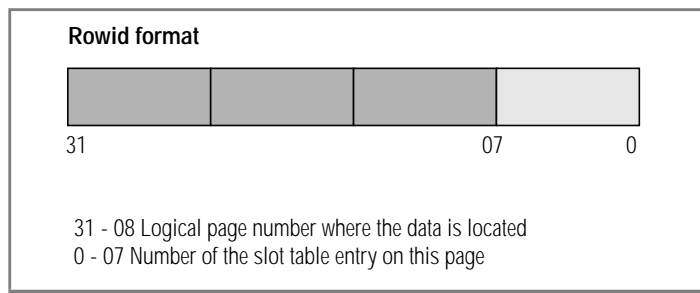 Rowid format
31 07 0
31 - 08 Logical page number where the data is located
0 - 07 Number of the slot table entry on this page